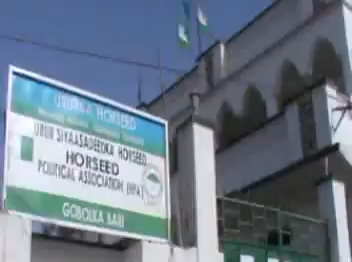 URURKA HORSEED
URUR SIYAASADEEDKA HORSEED
HORSEED
POLITICAL ASSOCIATION (HPA)
GOBOLKA BARI